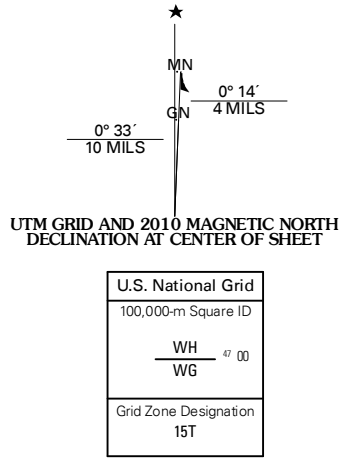 ★
MN
GN
0° 14´
4 MILS
0° 33´
10 MILS
UTM GRID AND 2010 MAGNETIC NORTH
DECLINATION AT CENTER OF SHEET
U.S. National Grid
100,000-m Square ID
WH
47 00
WG
Grid Zone Designation
15T